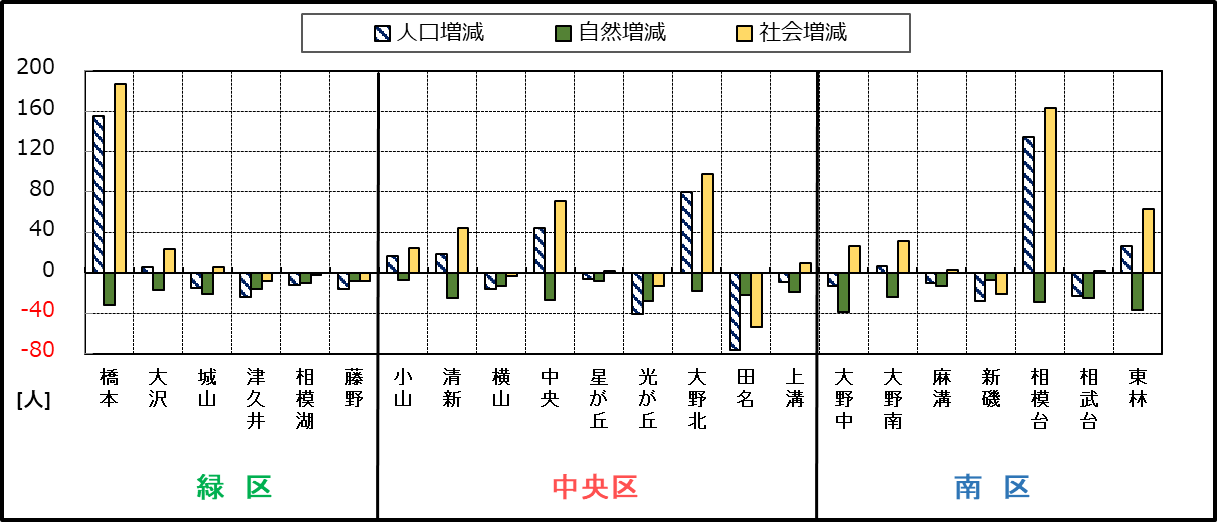 人口増減 自然増減 社会増減
200
160
120
80
40
0
-40
-80
[人]
橋本 大沢 城山 津久井 相模湖 藤野 小山 清新 横山 中央 星が丘 光が丘 大野北 田名 上溝 大野中 大野南 麻溝 新磯 相模台 相武台 東林
緑 区 中央区 南 区